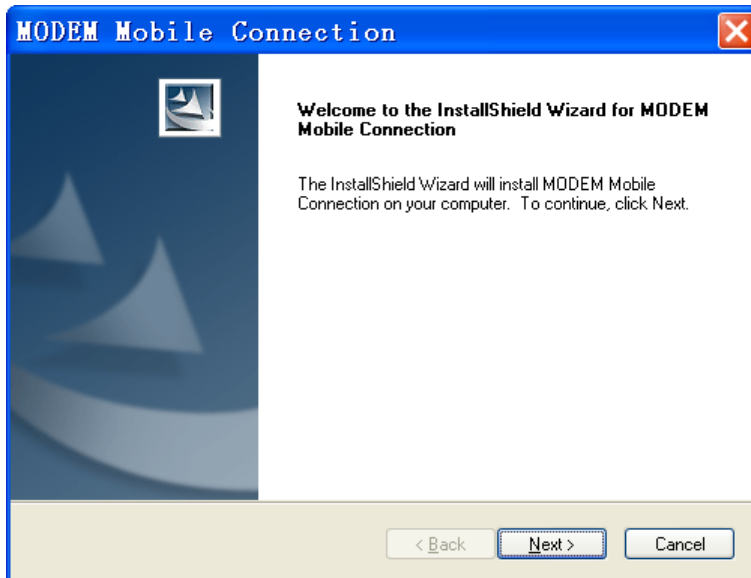 MODEM Mobile Connection
Welcome to the InstallShield Wizard for MODEM
Mobile Connection
The InstallShield Wizard will install MODEM Mobile
Connection on your computer.  To continue, click Next.
< Back
Next >
Cancel